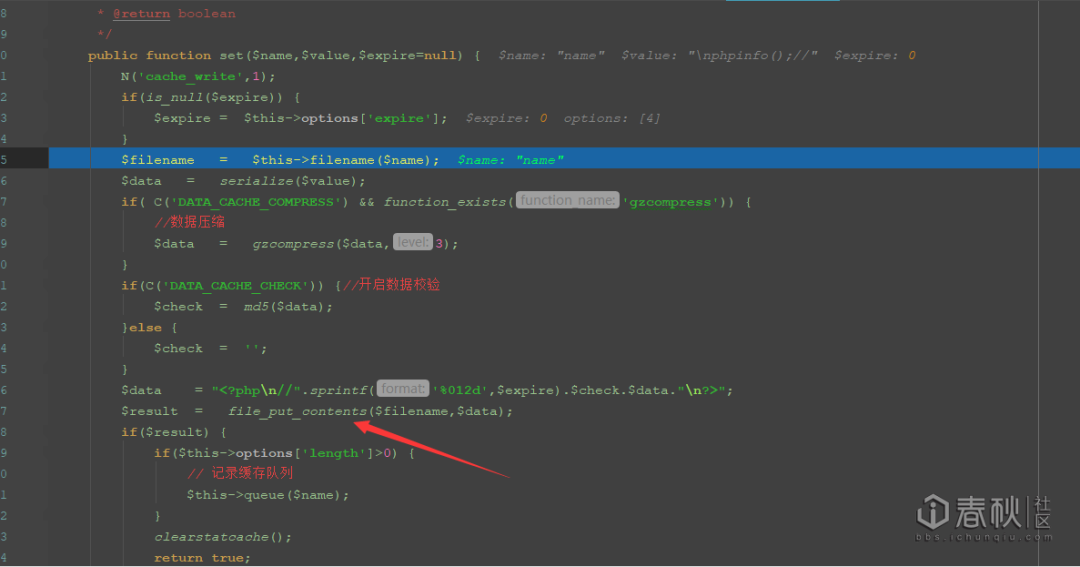 8 * @return boolean
9 */
0 public function set($name,$value,$expire=null) { $name: "name" $value: "\nphpinfo();//" $expire: 0
1 N('cache_write',1);
2 if(is_null($expire)) {
3 $expire = $this->options['expire']; $expire: 0 options: [4]
4 }
5 $filename = $this->filename($name); $name: "name"
6 $data = serialize($value);
7 if( C('DATA_CACHE_COMPRESS') && function_exists( function_name: 'gzcompress')) {
8 //数据压缩
9 $data = gzcompress($data, level: 3);
0 }
1 if(C('DATA_CACHE_CHECK')) {//开启数据校验
2 $check = md5($data);
3 }else {
4 $check = '';
5 }
6 $data = "<?php\n//".sprintf( format: '%012d',$expire).$check.$data."\n?>";
7 $result = file_put_contents($filename,$data);
8 if($result) {
9 if($this->options['length']>0) {
0 // 记录缓存队列
1 $this->queue($name);
2 }
3 clearstatcache();
4 return true;
春秋 社区
bbs.ichunqiu.com